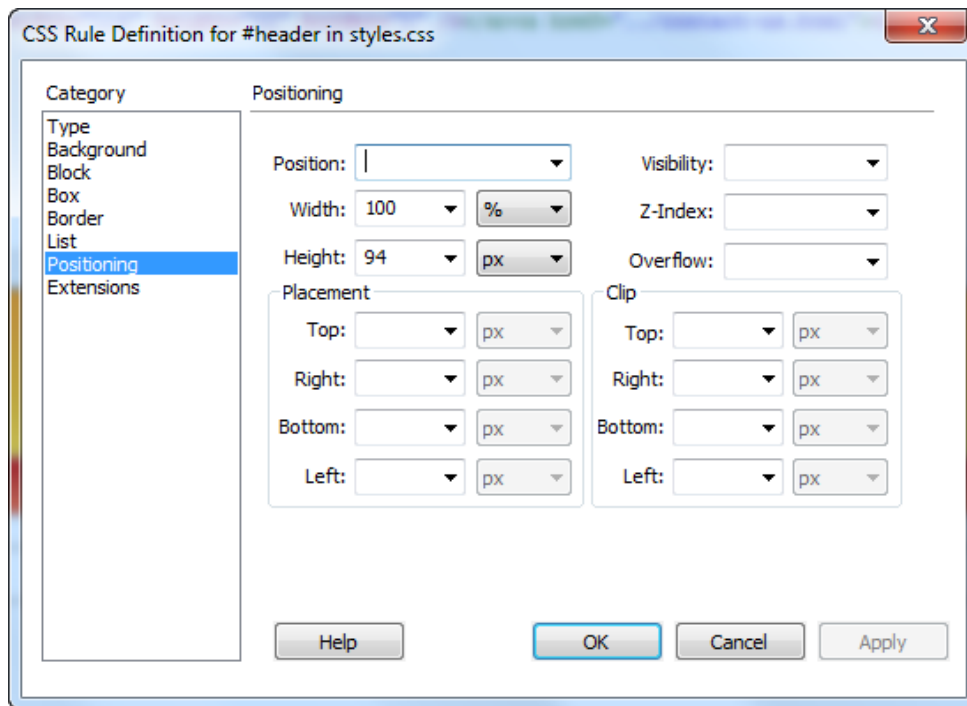 CSS Rule Definition for #header in styles.css
Category
Type
Background
Block
Box
Border
List
Positioning
Extensions
Positioning
Position:
Visibility:
Width: 100 %
Z-Index:
Height: 94 px
Overflow:
Placement
Top: px
Right: px
Bottom: px
Left: px
Clip
Top: px
Right: px
Bottom: px
Left: px
Help OK Cancel Apply